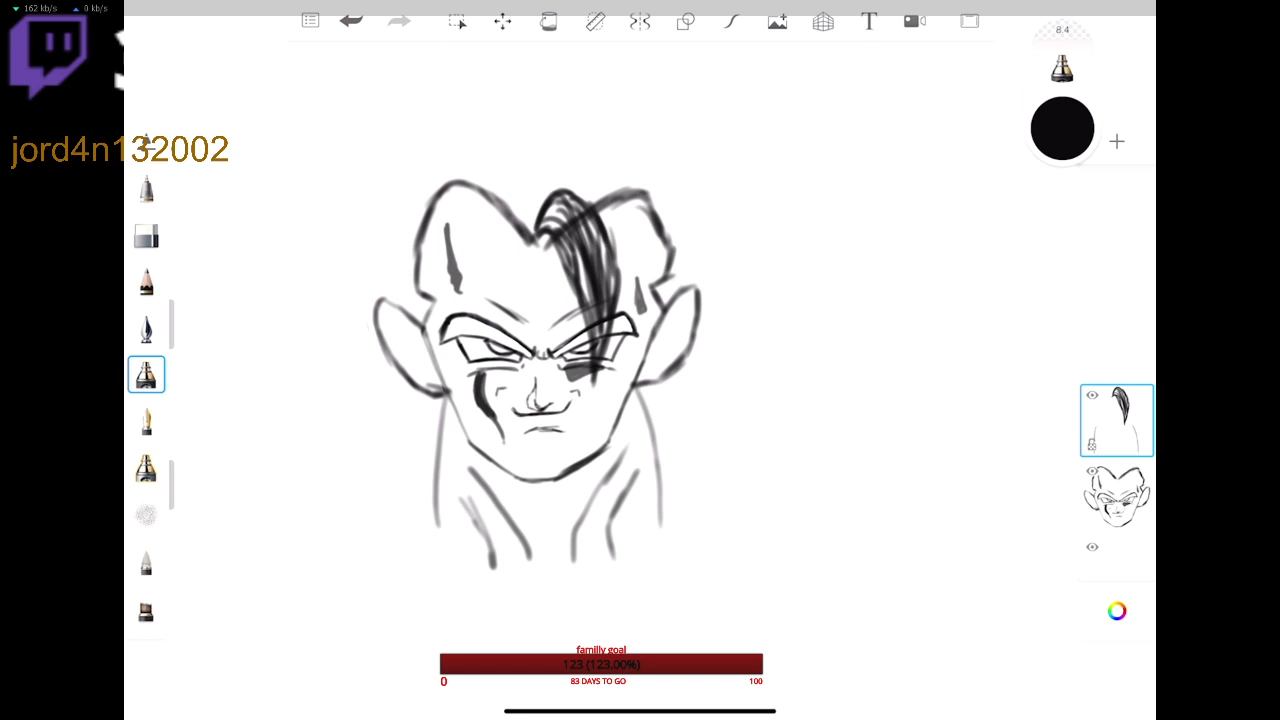 162 kb/s 0 kb/s
8.4
jord4n132002
T
familly goal
123 (123.00%)
0 83 DAYS TO GO 100